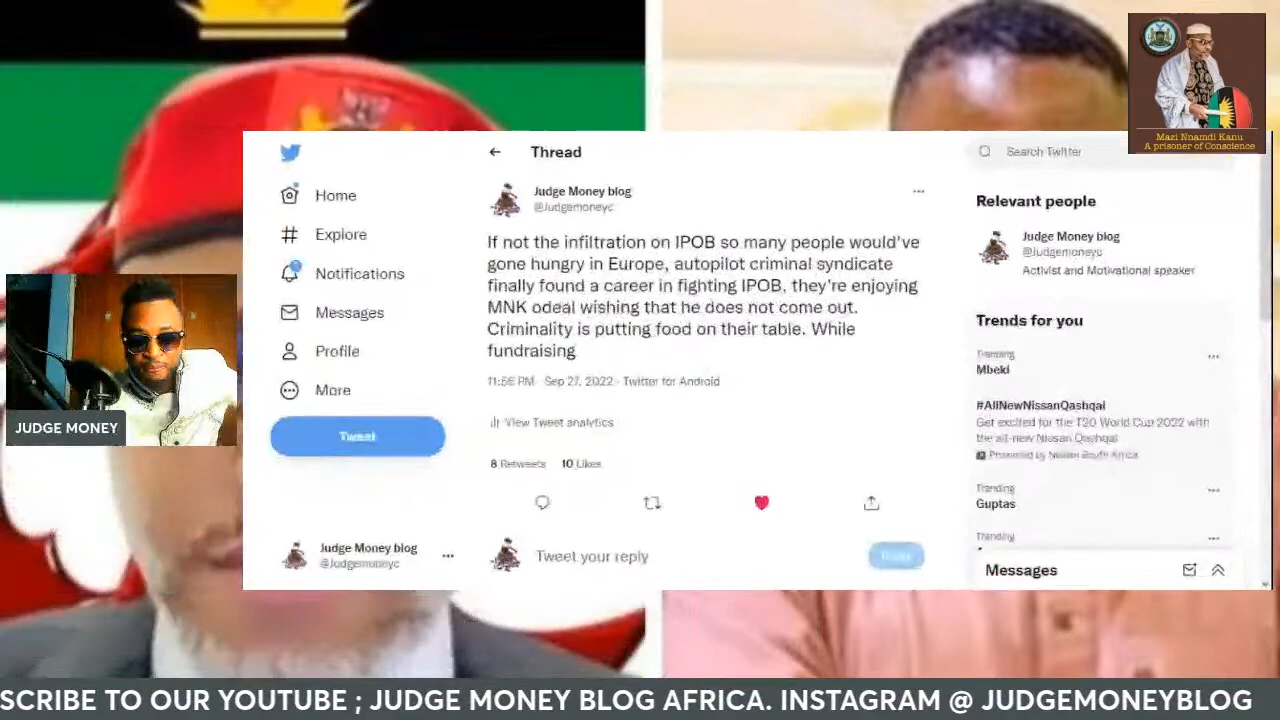 Mazi Nnamdi Kanu
A prisoner of Conscience
JUDGE MONEY
Home
Explore
Notifications
Messages
Profile
More
Tweet
Judge Money blog
@Judgemoneyc
Thread
Judge Money blog
@Judgemoneyc
If not the infiltration on IPOB so many people would've
gone hungry in Europe, autopilot criminal syndicate
finally found a career in fighting IPOB, they're enjoying
MNK odeal wishing that he does not come out.
Criminality is putting food on their table. While
fundraising
11:56 PM · Sep 27, 2022 · Twitter for Android
View Tweet analytics
8 Retweets 10 Likes
Tweet your reply
Search Twitter
Relevant people
Judge Money blog
@Judgemoneyc
Activist and Motivational speaker
Trends for you
Trending
Mbeki
#AllNewNissanQashqai
Get excited for the T20 World Cup 2022 with
the all-new Nissan Qashqai
Promoted by Nissan South Africa
Trending
Guptas
Trending
Messages
SCRIBE TO OUR YOUTUBE ; JUDGE MONEY BLOG AFRICA. INSTAGRAM @ JUDGEMONEYBLOG